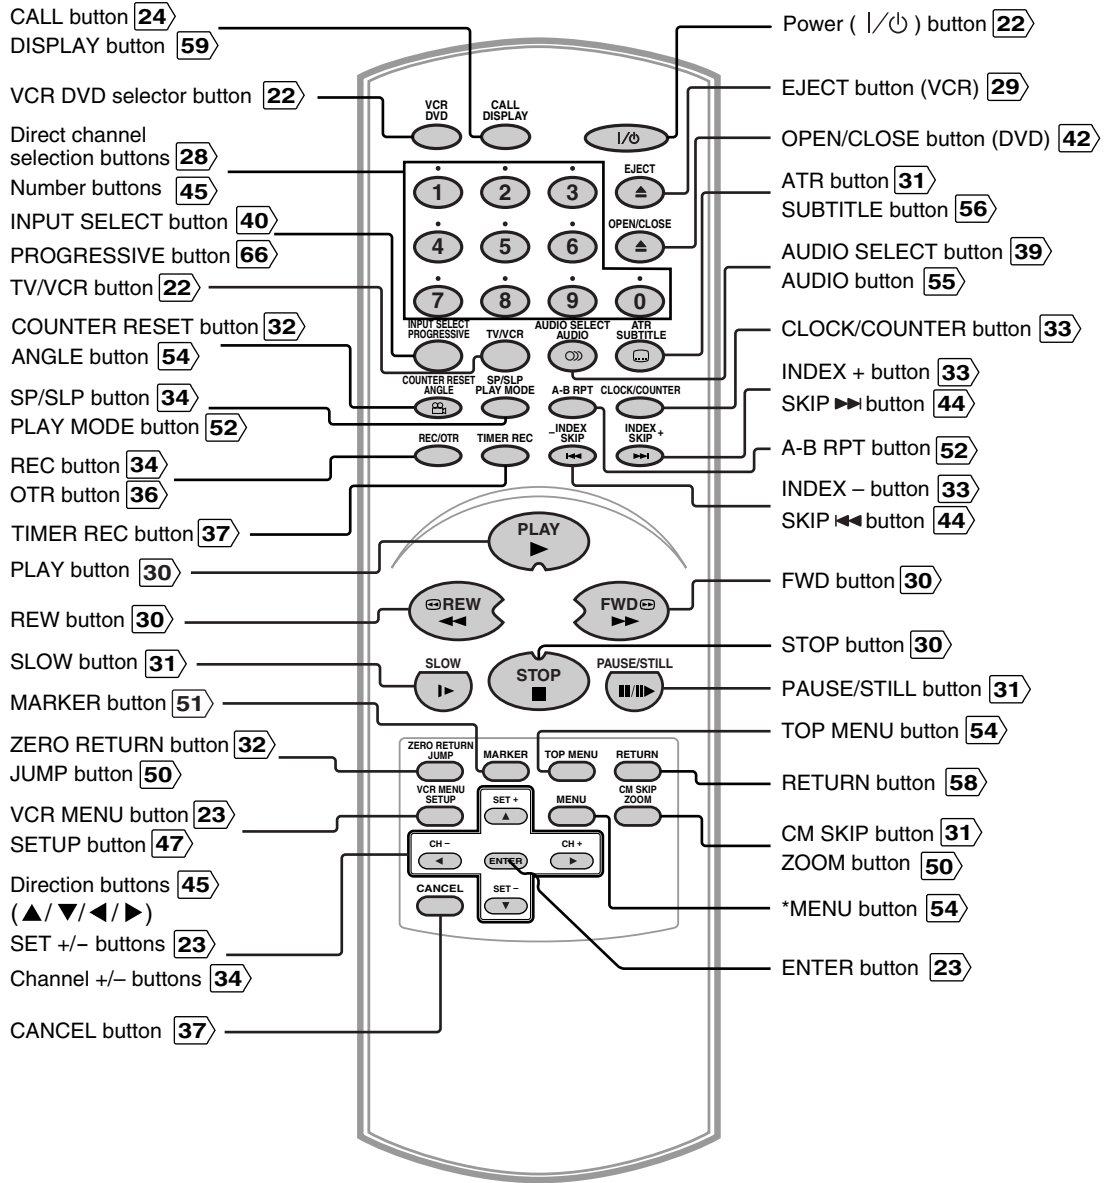 CALL button 24
DISPLAY button 59
VCR DVD selector button 22
Direct channel
selection buttons 28
Number buttons 45
INPUT SELECT button 40
PROGRESSIVE button 66
TV/VCR button 22
COUNTER RESET button 32
ANGLE button 54
SP/SLP button 34
PLAY MODE button 52
REC button 34
OTR button 36
TIMER REC button 37
PLAY button 30
REW button 30
SLOW button 31
MARKER button 51
ZERO RETURN button 32
JUMP button 50
VCR MENU button 23
SETUP button 47
Direction buttons 45
(▲/▼/◀/▶)
SET +/– buttons 23
Channel +/– buttons 34
CANCEL button 37
VCR
DVD
CALL
DISPLAY
I/⏻
EJECT
1 2 3
OPEN/CLOSE
4 5 6
7 8 9 0
INPUT SELECT
PROGRESSIVE
TV/VCR
AUDIO SELECT
AUDIO
ATR
SUBTITLE
COUNTER RESET
ANGLE
SP/SLP
PLAY MODE
A-B RPT
CLOCK/COUNTER
REC/OTR
TIMER REC
– INDEX
SKIP
INDEX +
SKIP
PLAY
REW
FWD
SLOW
STOP
PAUSE/STILL
ZERO RETURN
JUMP
MARKER
TOP MENU
RETURN
VCR MENU
SETUP
SET +
MENU
CM SKIP
ZOOM
CH –
ENTER
CH +
CANCEL
SET –
Power ( I/⏻ ) button 22
EJECT button (VCR) 29
OPEN/CLOSE button (DVD) 42
ATR button 31
SUBTITLE button 56
AUDIO SELECT button 39
AUDIO button 55
CLOCK/COUNTER button 33
INDEX + button 33
SKIP ▶▶I button 44
A-B RPT button 52
INDEX – button 33
SKIP I◀◀ button 44
FWD button 30
STOP button 30
PAUSE/STILL button 31
TOP MENU button 54
RETURN button 58
CM SKIP button 31
ZOOM button 50
*MENU button 54
ENTER button 23